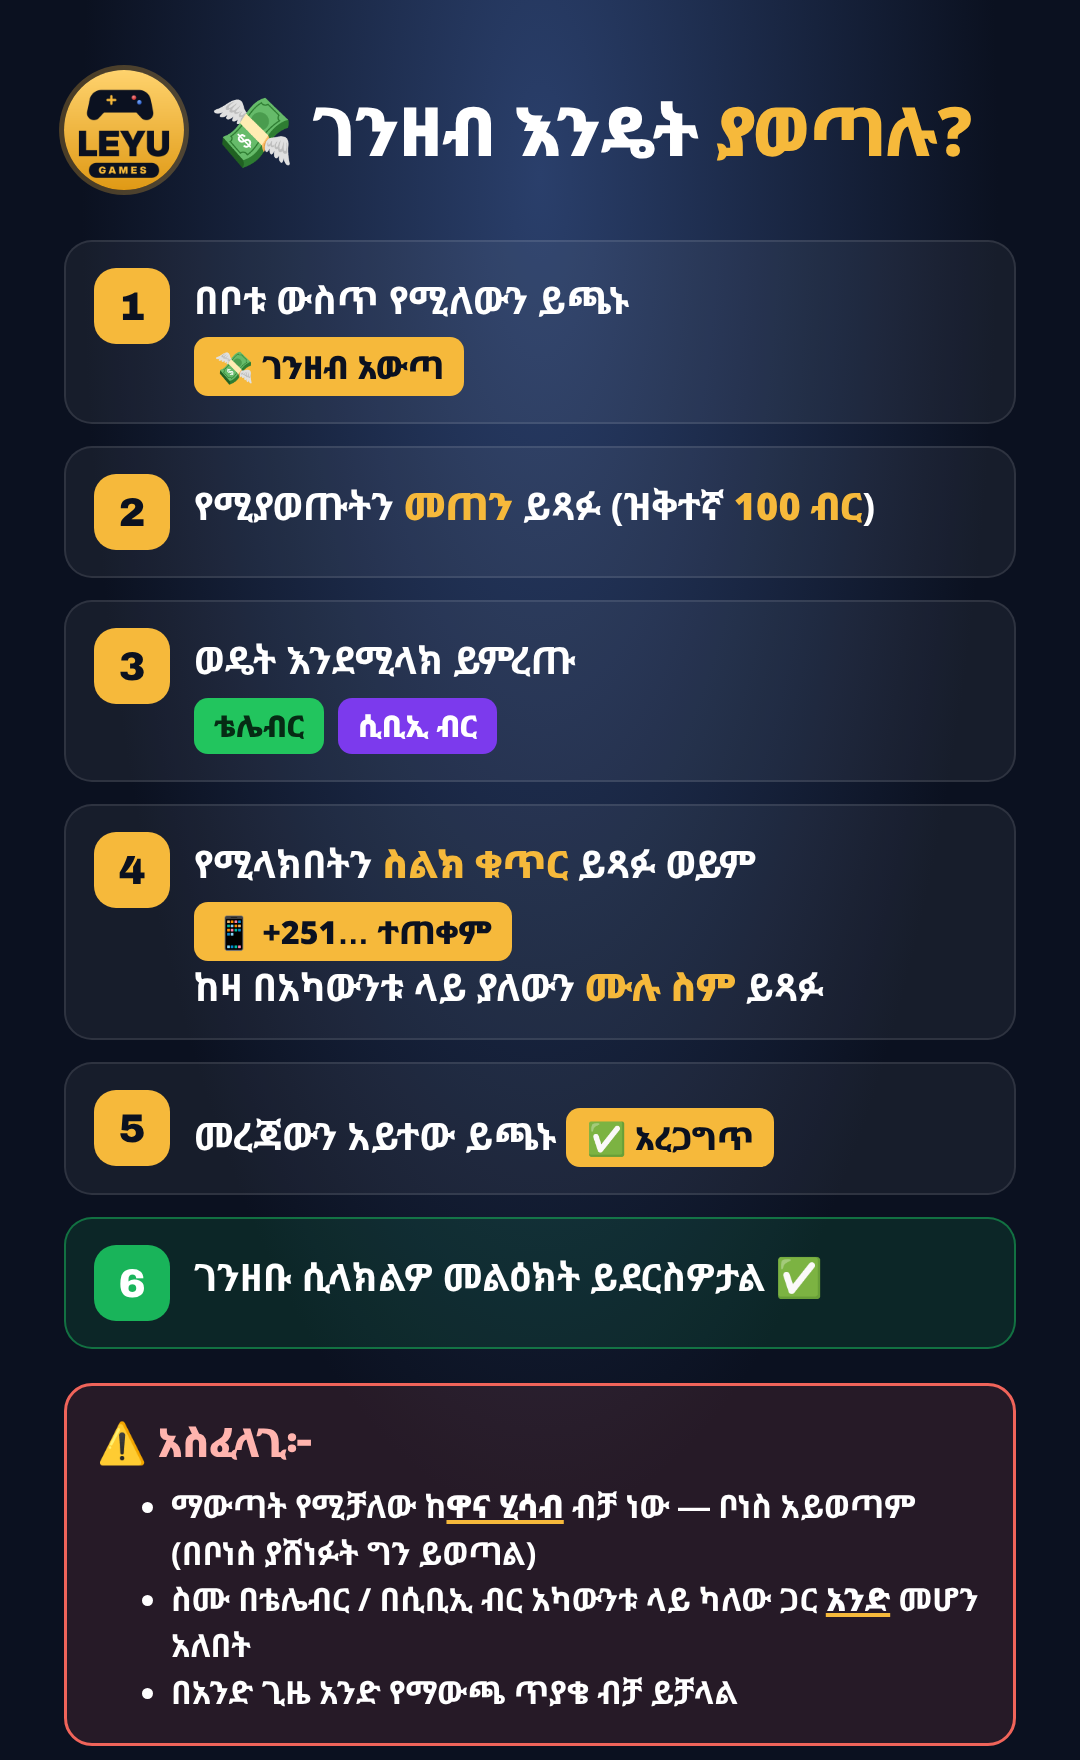 LEYU
GAMES
💸 ገንዘብ እንዴት ያወጣሉ?
1
በቦቱ ውስጥ የሚለውን ይጫኑ
💸 ገንዘብ አውጣ
2
የሚያወጡትን መጠን ይጻፉ (ዝቅተኛ 100 ብር)
3
ወዴት እንደሚላክ ይምረጡ
ቴሌብር ሲቢኢ ብር
4
የሚላክበትን ስልክ ቁጥር ይጻፉ ወይም
📱 +251… ተጠቀም
ከዛ በአካውንቱ ላይ ያለውን ሙሉ ስም ይጻፉ
5
መረጃውን አይተው ይጫኑ ✅ አረጋግጥ
6
ገንዘቡ ሲላክልዎ መልዕክት ይደርስዎታል ✅
⚠️ አስፈላጊ፦
• ማውጣት የሚቻለው ከዋና ሂሳብ ብቻ ነው — ቦነስ አይወጣም
(በቦነስ ያሸነፉት ግን ይወጣል)
• ስሙ በቴሌብር / በሲቢኢ ብር አካውንቱ ላይ ካለው ጋር አንድ መሆን
አለበት
• በአንድ ጊዜ አንድ የማውጫ ጥያቄ ብቻ ይቻላል